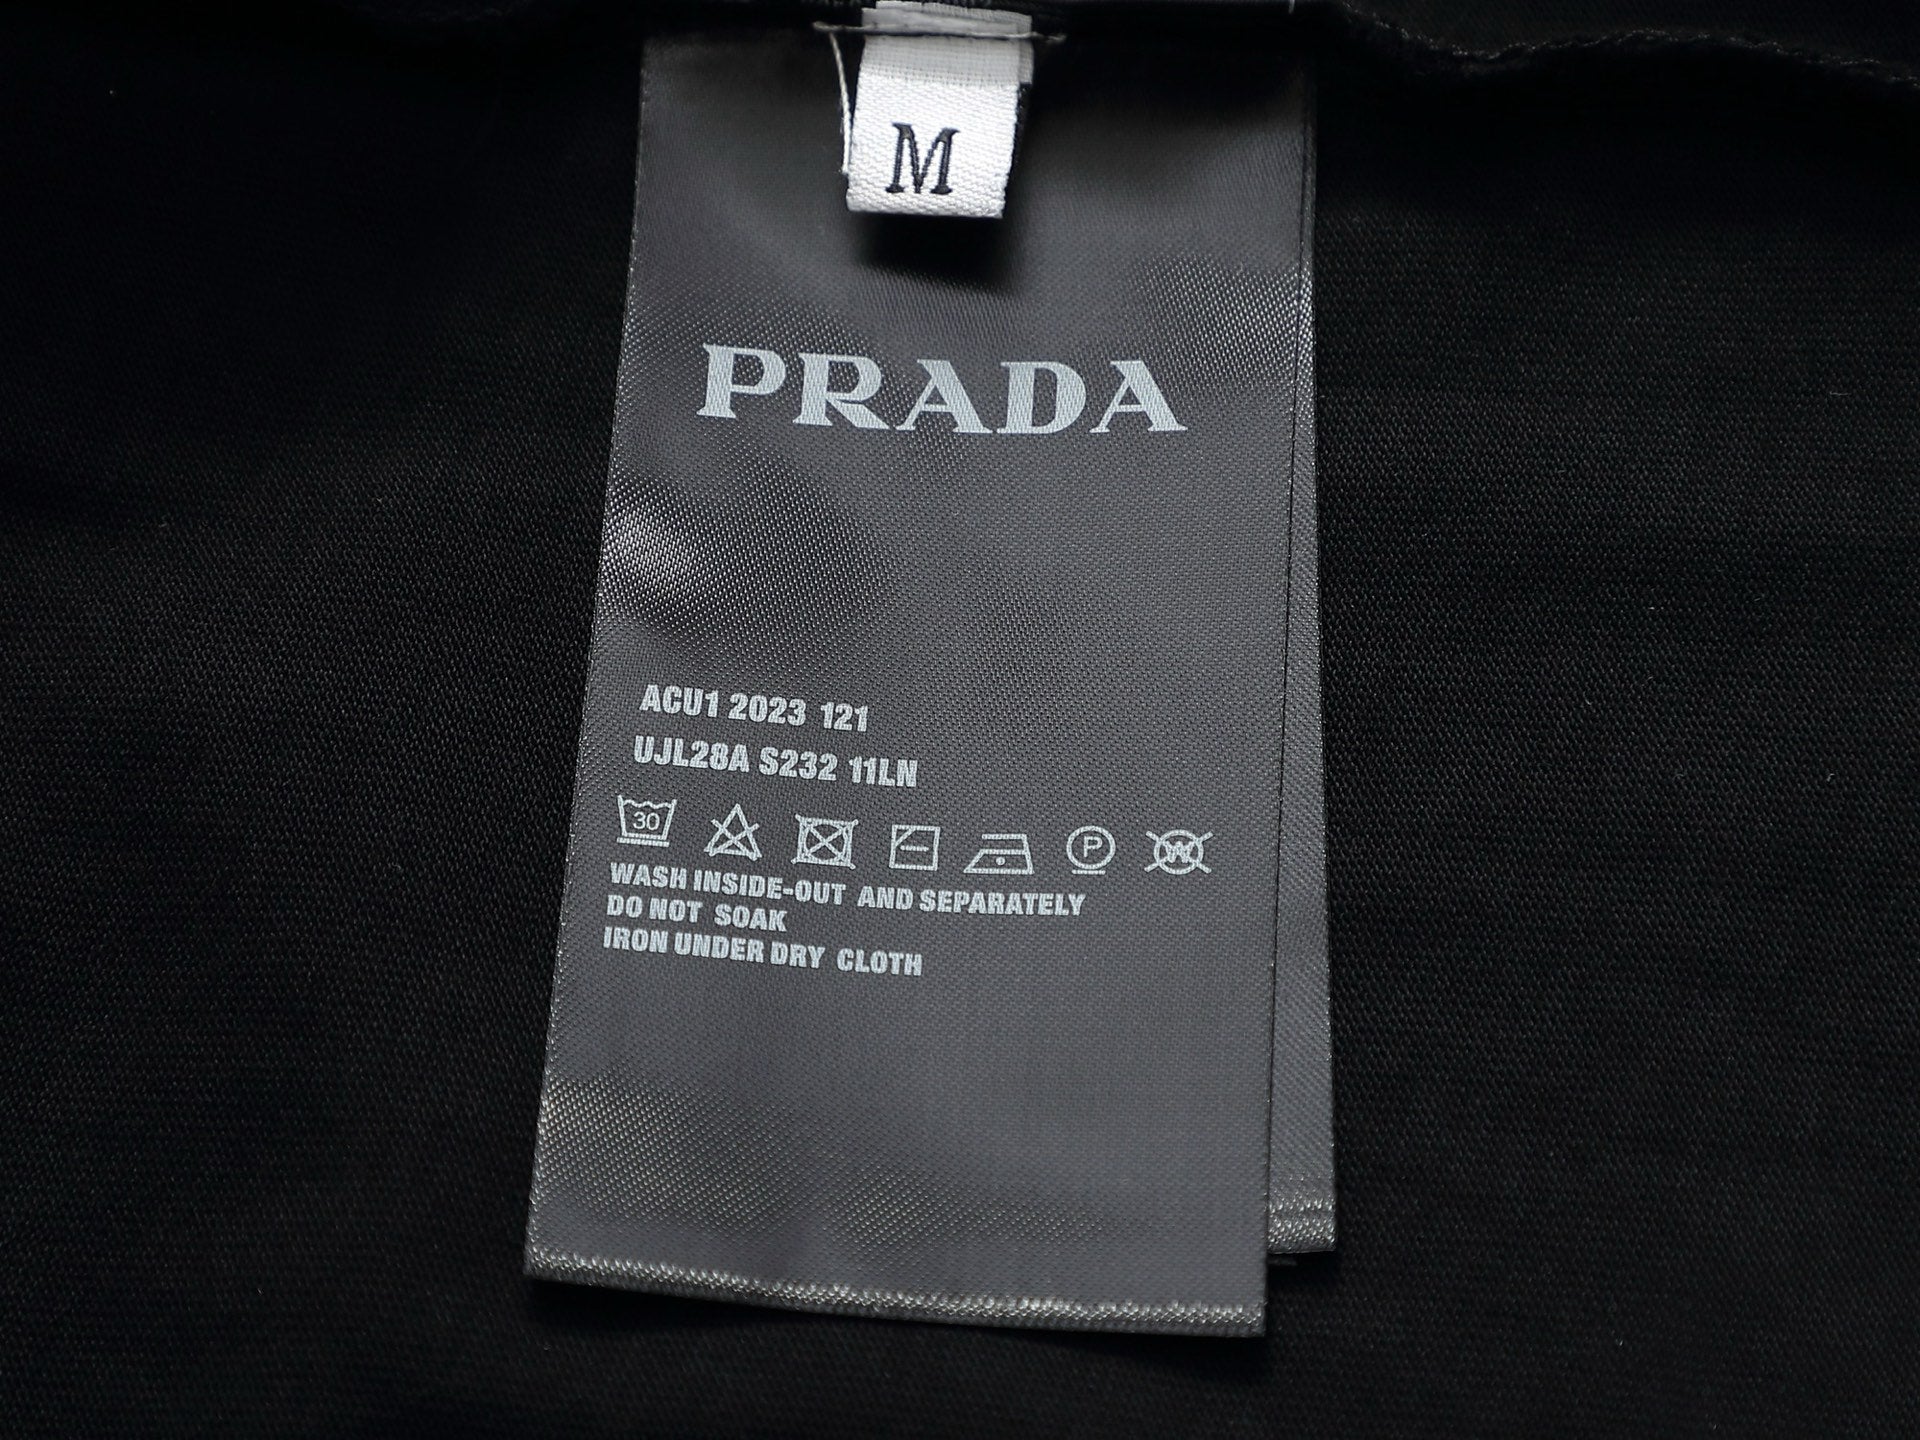 M
PRADA
ACU1 2023 121
UJL28A S232 11LN
30 P W
WASH INSIDE-OUT AND SEPARATELY
DO NOT SOAK
IRON UNDER DRY CLOTH